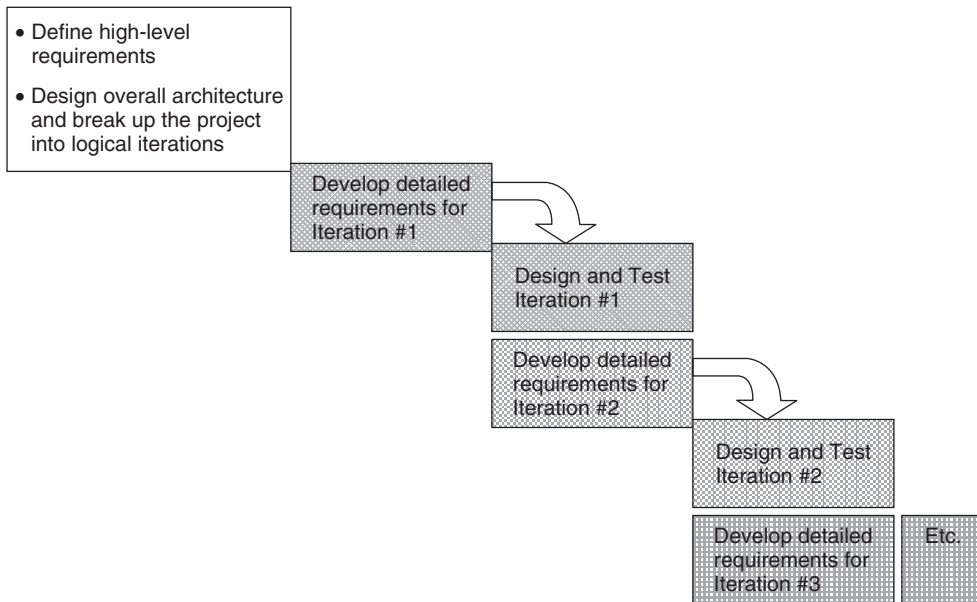 • Define high-level
requirements
• Design overall architecture
and break up the project
into logical iterations
Develop detailed
requirements for
Iteration #1
Design and Test
Iteration #1
Develop detailed
requirements for
Iteration #2
Design and Test
Iteration #2
Develop detailed
requirements for
Iteration #3
Etc.